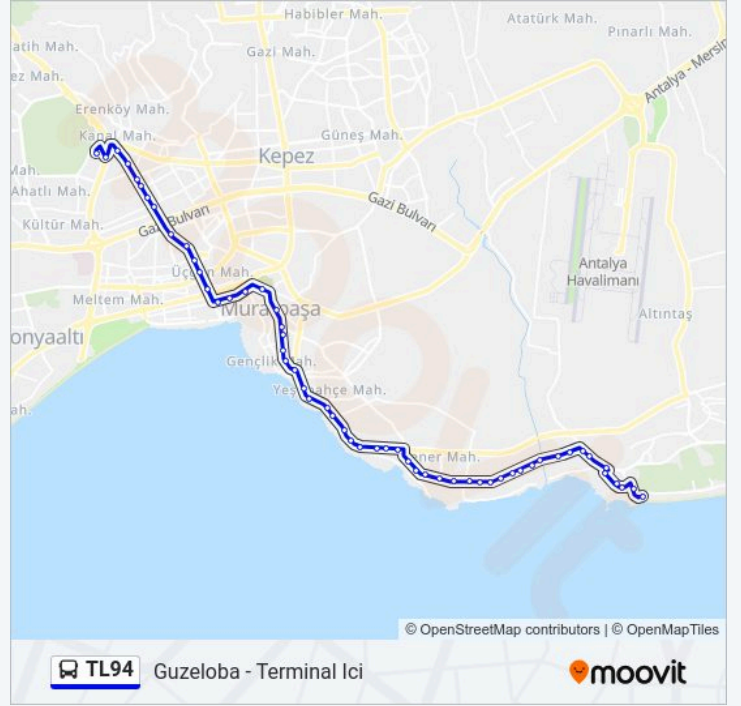 Habibler Mah.
Atatürk Mah.
Pınarlı Mah.
atih Mah.
Gazi Mah.
ez Mah.
Antalya - Mersin
Erenköy Mah.
Kanal Mah.
Güneş Mah.
Kepez
Mah.
Ahatlı Mah.
Gazi Bulvarı
Gazi Bulvarı
Kültür Mah.
Antalya
Havalimanı
Üçgen Mah.
Meltem Mah.
Muratpaşa
Altıntaş
onyaaltı
Gençlik Mah.
Yeşilbahçe Mah.
ah.
ener Mah.
© OpenStreetMap contributors | © OpenMapTiles
TL94 Guzeloba - Terminal Ici
moovit